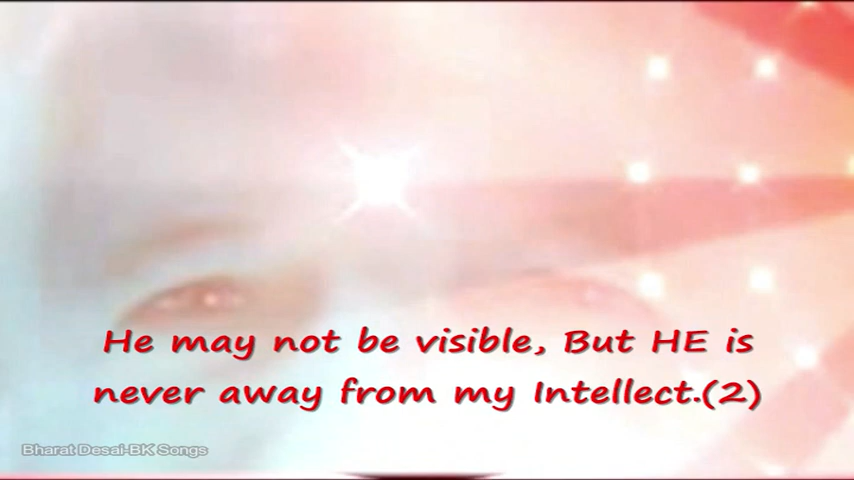 He may not be visible, But HE is
never away from my Intellect.(2)
Bharat Desai-BK Songs